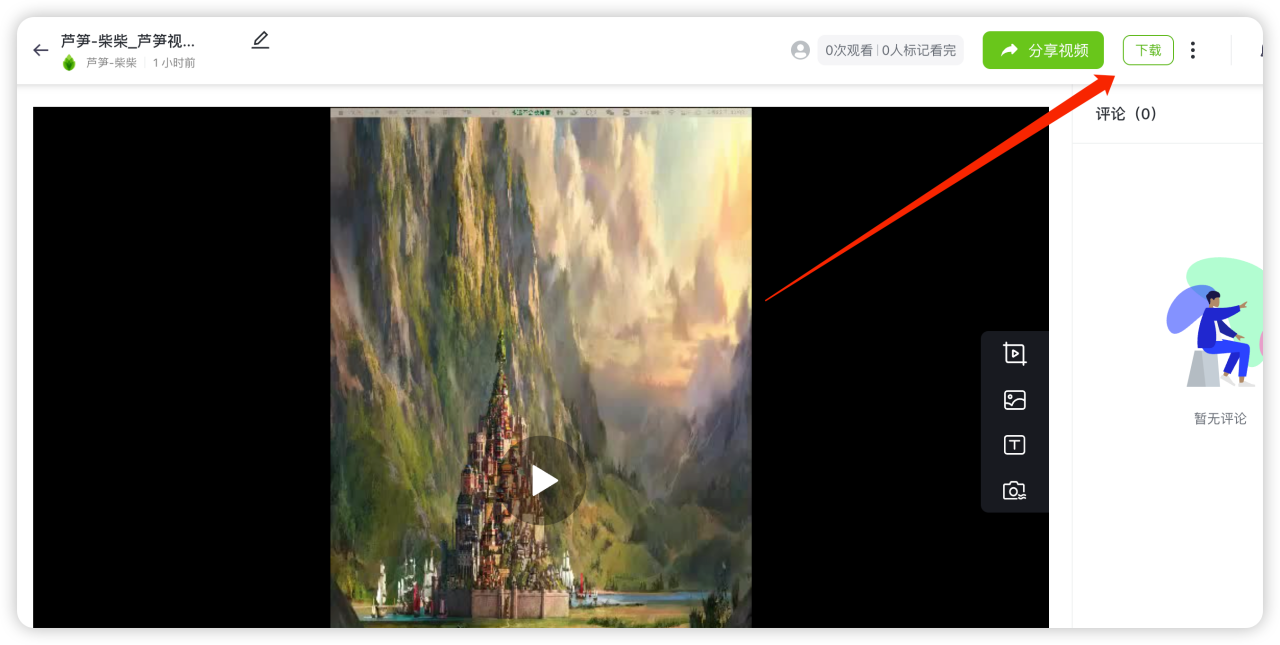 芦笋-柴柴_芦笋视...
芦笋-柴柴 | 1 小时前
0次观看 | 0人标记看完
分享视频
下载
评论（0）
T
暂无评论